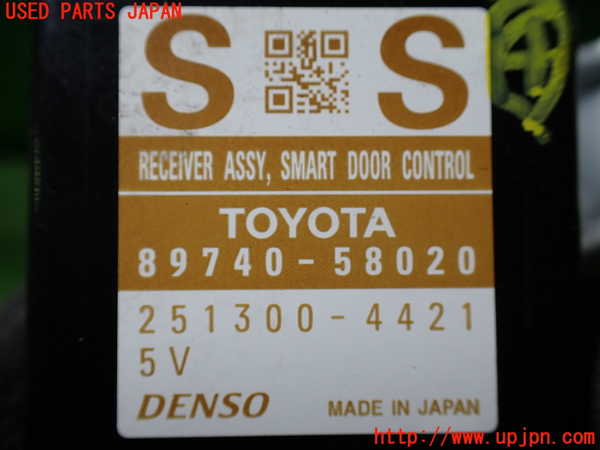 USED PARTS JAPAN
S S
RECEIVER ASSY, SMART DOOR CONTROL
TOYOTA
89740-58020
251300-4421
5V
DENSO MADE IN JAPAN
http://www.upjpn.com